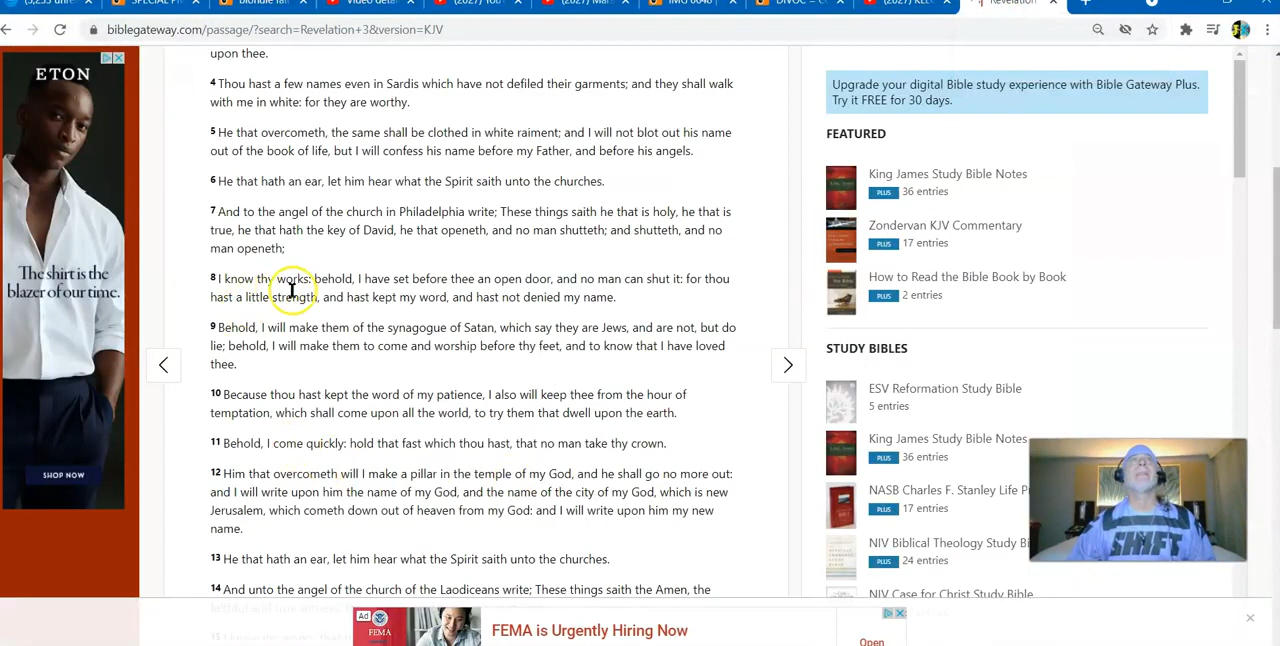 SPECIAL
Revelation
biblegateway.com/passage/?search=Revelation+3&version=KJV
upon thee.
4 Thou hast a few names even in Sardis which have not defiled their garments; and they shall walk
with me in white: for they are worthy.
5 He that overcometh, the same shall be clothed in white raiment; and I will not blot out his name
out of the book of life, but I will confess his name before my Father, and before his angels.
6 He that hath an ear, let him hear what the Spirit saith unto the churches.
7 And to the angel of the church in Philadelphia write; These things saith he that is holy, he that is
true, he that hath the key of David, he that openeth, and no man shutteth; and shutteth, and no
man openeth;
8 I know thy works: behold, I have set before thee an open door, and no man can shut it: for thou
hast a little strength, and hast kept my word, and hast not denied my name.
9 Behold, I will make them of the synagogue of Satan, which say they are Jews, and are not, but do
lie; behold, I will make them to come and worship before thy feet, and to know that I have loved
thee.
10 Because thou hast kept the word of my patience, I also will keep thee from the hour of
temptation, which shall come upon all the world, to try them that dwell upon the earth.
11 Behold, I come quickly: hold that fast which thou hast, that no man take thy crown.
12 Him that overcometh will I make a pillar in the temple of my God, and he shall go no more out:
and I will write upon him the name of my God, and the name of the city of my God, which is new
Jerusalem, which cometh down out of heaven from my God: and I will write upon him my new
name.
13 He that hath an ear, let him hear what the Spirit saith unto the churches.
14 And unto the angel of the church of the Laodiceans write; These things saith the Amen, the
ETON
The shirt is the
blazer of our time.
SHOP NOW
Upgrade your digital Bible study experience with Bible Gateway Plus.
Try it FREE for 30 days.
FEATURED
King James Study Bible Notes
PLUS 36 entries
Zondervan KJV Commentary
PLUS 17 entries
How to Read the Bible Book by Book
PLUS 2 entries
STUDY BIBLES
ESV Reformation Study Bible
5 entries
King James Study Bible Notes
PLUS 36 entries
NASB Charles F. Stanley Life
PLUS 17 entries
NIV Biblical Theology Study
PLUS 24 entries
NIV Case for Christ Study Bible
SHIFT
Ad
FEMA
FEMA is Urgently Hiring Now
Open